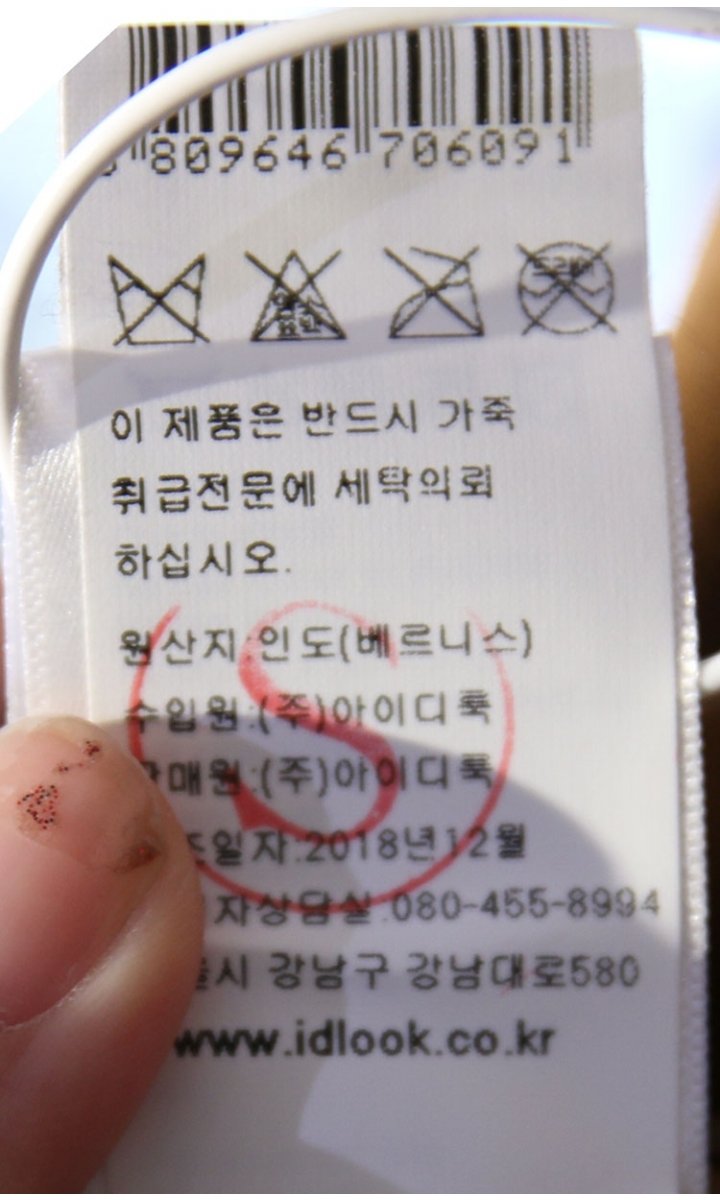 809646 706091
드라이
이 제품은 반드시 가죽
취급전문에 세탁의뢰
하십시오.
원산지:인도(베르니스)
수입원:(주)아이디룩
매원:(주)아이디룩
일자:2018년12월
자상담실:080-455-8994
시 강남구 강남대로580
www.idlook.co.kr
S